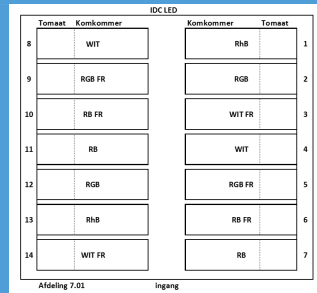 IDC LED
Tomaat Komkommer Komkommer Tomaat
8 WIT RhB 1
9 RGB FR RGB 2
10 RB FR WIT FR 3
11 RB WIT 4
12 RGB RGB FR 5
13 RhB RB FR 6
14 WIT FR RB 7
Afdeling 7.01 Ingang